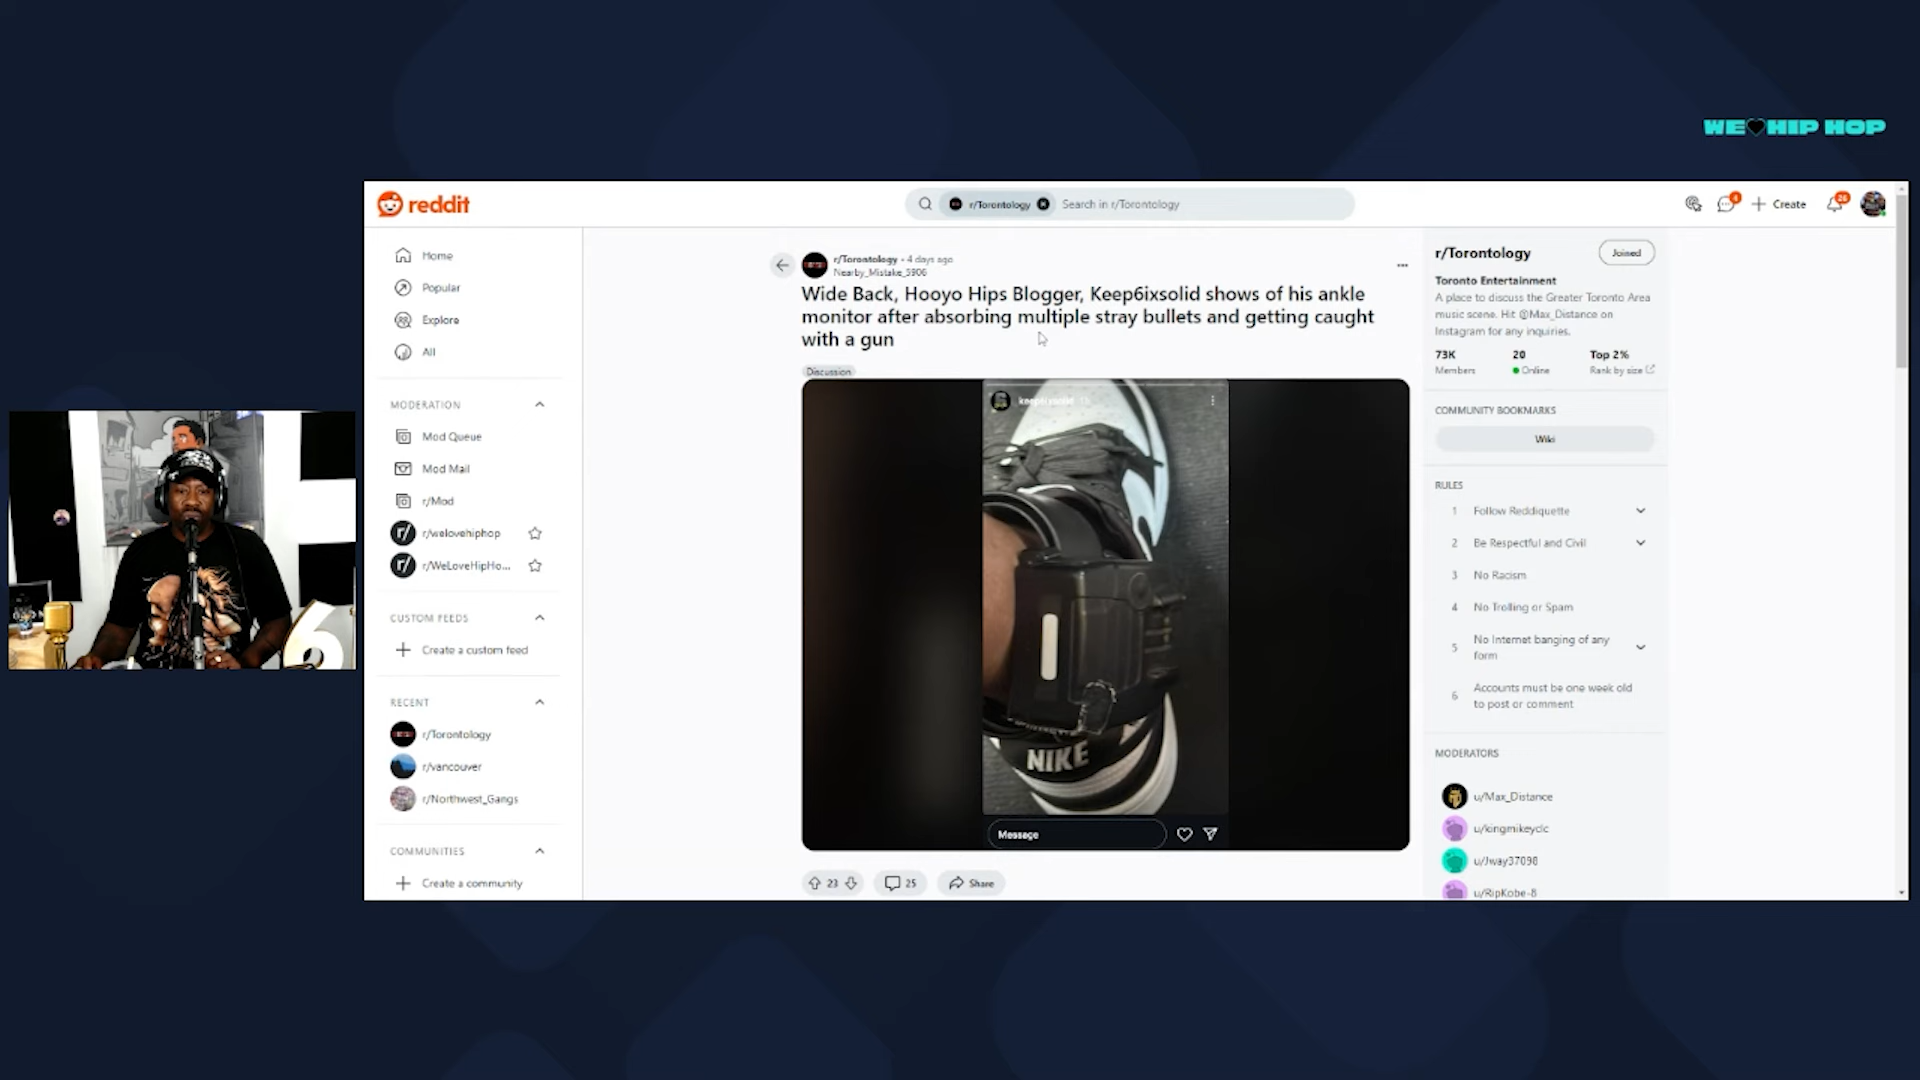 WE HIP HOP
reddit
r/Torontology
Search in r/Torontology
4
Create
26
Home
Popular
Explore
All
MODERATION
Mod Queue
Mod Mail
r/Mod
r/welovehiphop
r/WeLoveHipHo...
CUSTOM FEEDS
Create a custom feed
RECENT
r/Torontology
r/vancouver
r/Northwest_Gangs
COMMUNITIES
Create a community
r/Torontology • 4 days ago
Nearby_Mistake_5906
Wide Back, Hooyo Hips Blogger, Keep6ixsolid shows of his ankle
monitor after absorbing multiple stray bullets and getting caught
with a gun
Discussion
keep6ixsolid
NIKE
Message
23
25
Share
r/Torontology
Joined
Toronto Entertainment
A place to discuss the Greater Toronto Area
music scene. Hit @Max_Distance on
Instagram for any inquiries.
73K 20 Top 2%
Members Online Rank by size
COMMUNITY BOOKMARKS
Wiki
RULES
1 Follow Reddiquette
2 Be Respectful and Civil
3 No Racism
4 No Trolling or Spam
5 No Internet banging of any
form
6 Accounts must be one week old
to post or comment
MODERATORS
u/Max_Distance
u/kingmikeyclc
u/Jway37098
u/RipKobe-8
6